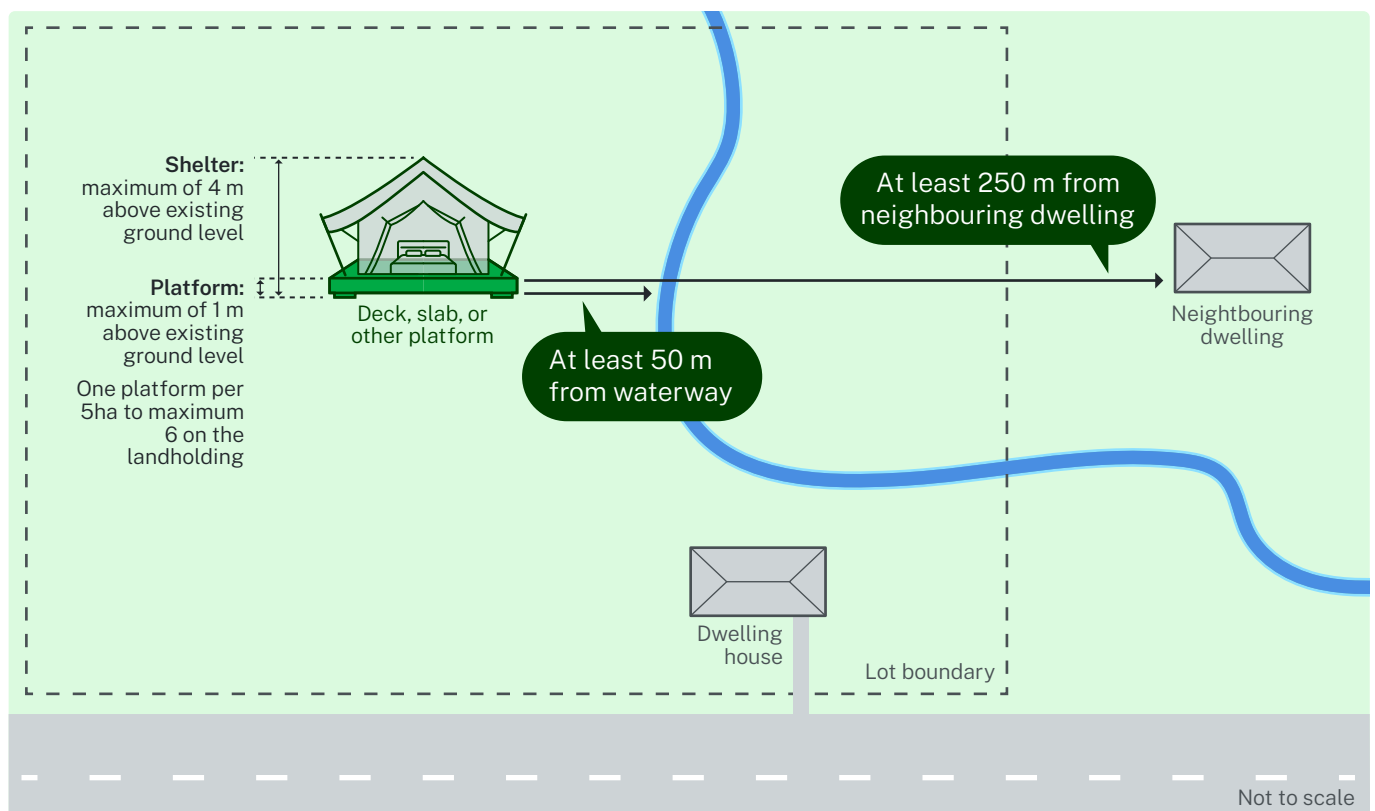 Shelter:
maximum of 4 m
above existing
ground level
Platform:
maximum of 1 m
above existing
ground level
One platform per
5ha to maximum
6 on the
landholding
Deck, slab, or
other platform
At least 50 m
from waterway
At least 250 m from
neighbouring dwelling
Neighbouring
dwelling
Dwelling
house
Lot boundary
Not to scale